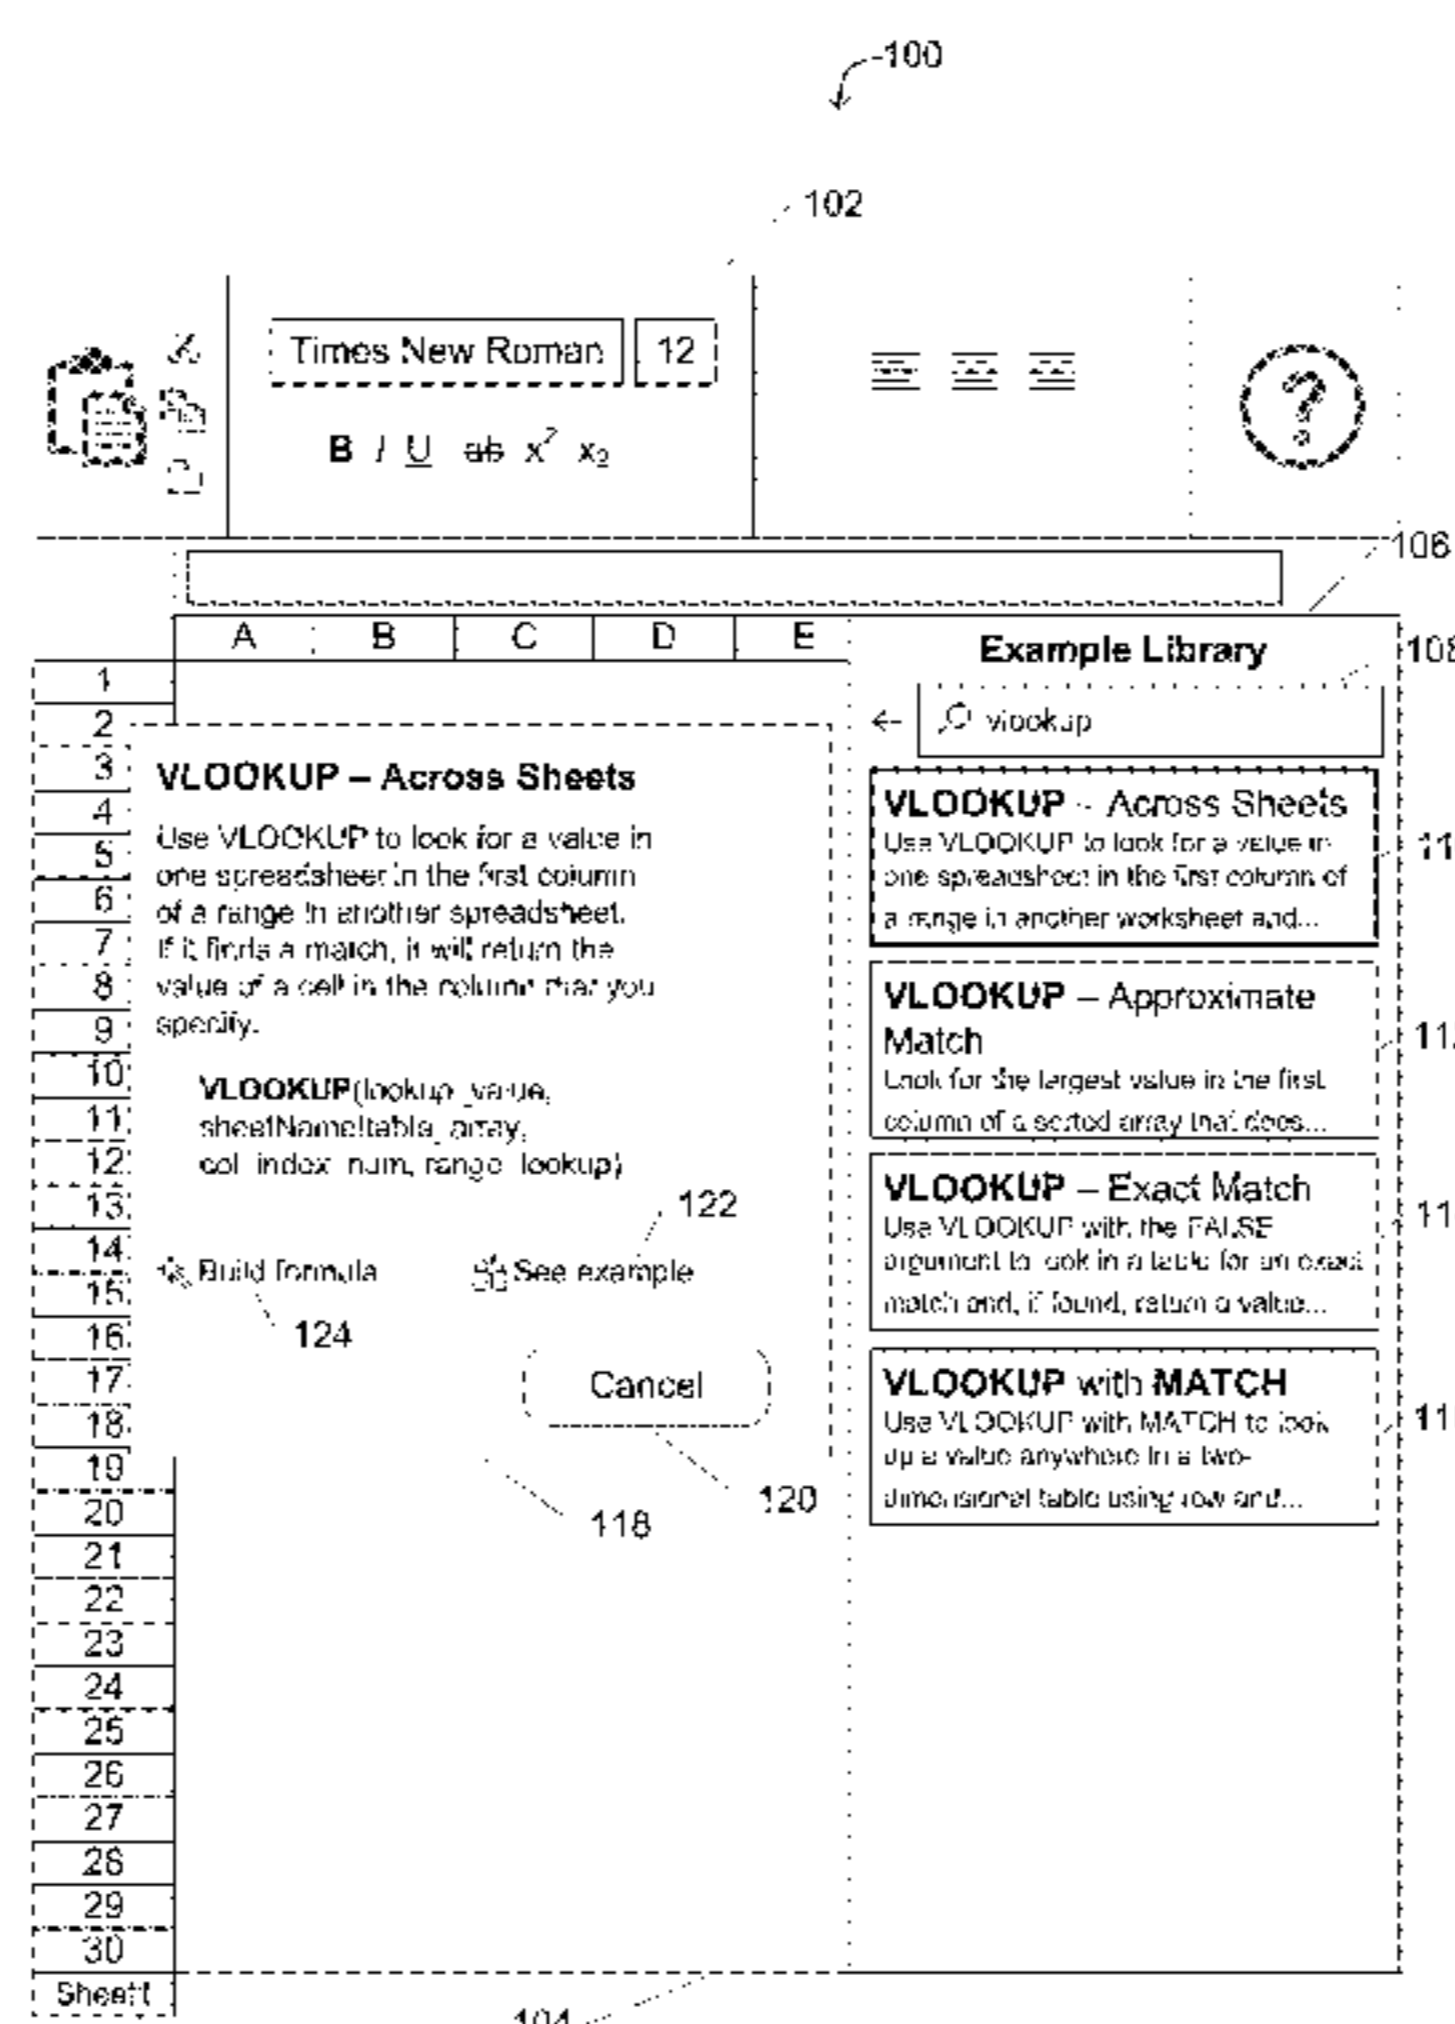 100
102
Times New Roman 12
B I U ab x² x₂
?
106
A B C D E
Example Library
108
vlookup
1
2
3
4
5
6
7
8
9
10
11
12
13
14
15
16
17
18
19
20
21
22
23
24
25
26
27
28
29
30
Sheet1
VLOOKUP – Across Sheets
Use VLOOKUP to look for a value in
one spreadsheet in the first column
of a range in another spreadsheet.
If it finds a match, it will return the
value of a cell in the column that you
specify.
VLOOKUP(lookup_value,
sheetName!table_array,
col_index_num, range_lookup)
122
Build formula
See example
124
Cancel
118
120
VLOOKUP – Across Sheets
Use VLOOKUP to look for a value in
one spreadsheet in the first column of
a range in another worksheet and...
VLOOKUP – Approximate
Match
Look for the largest value in the first
column of a sorted array that does...
VLOOKUP – Exact Match
Use VLOOKUP with the FALSE
argument to look in a table for an exact
match and, if found, return a value...
VLOOKUP with MATCH
Use VLOOKUP with MATCH to look
up a value anywhere in a two-
dimensional table using row and...
104